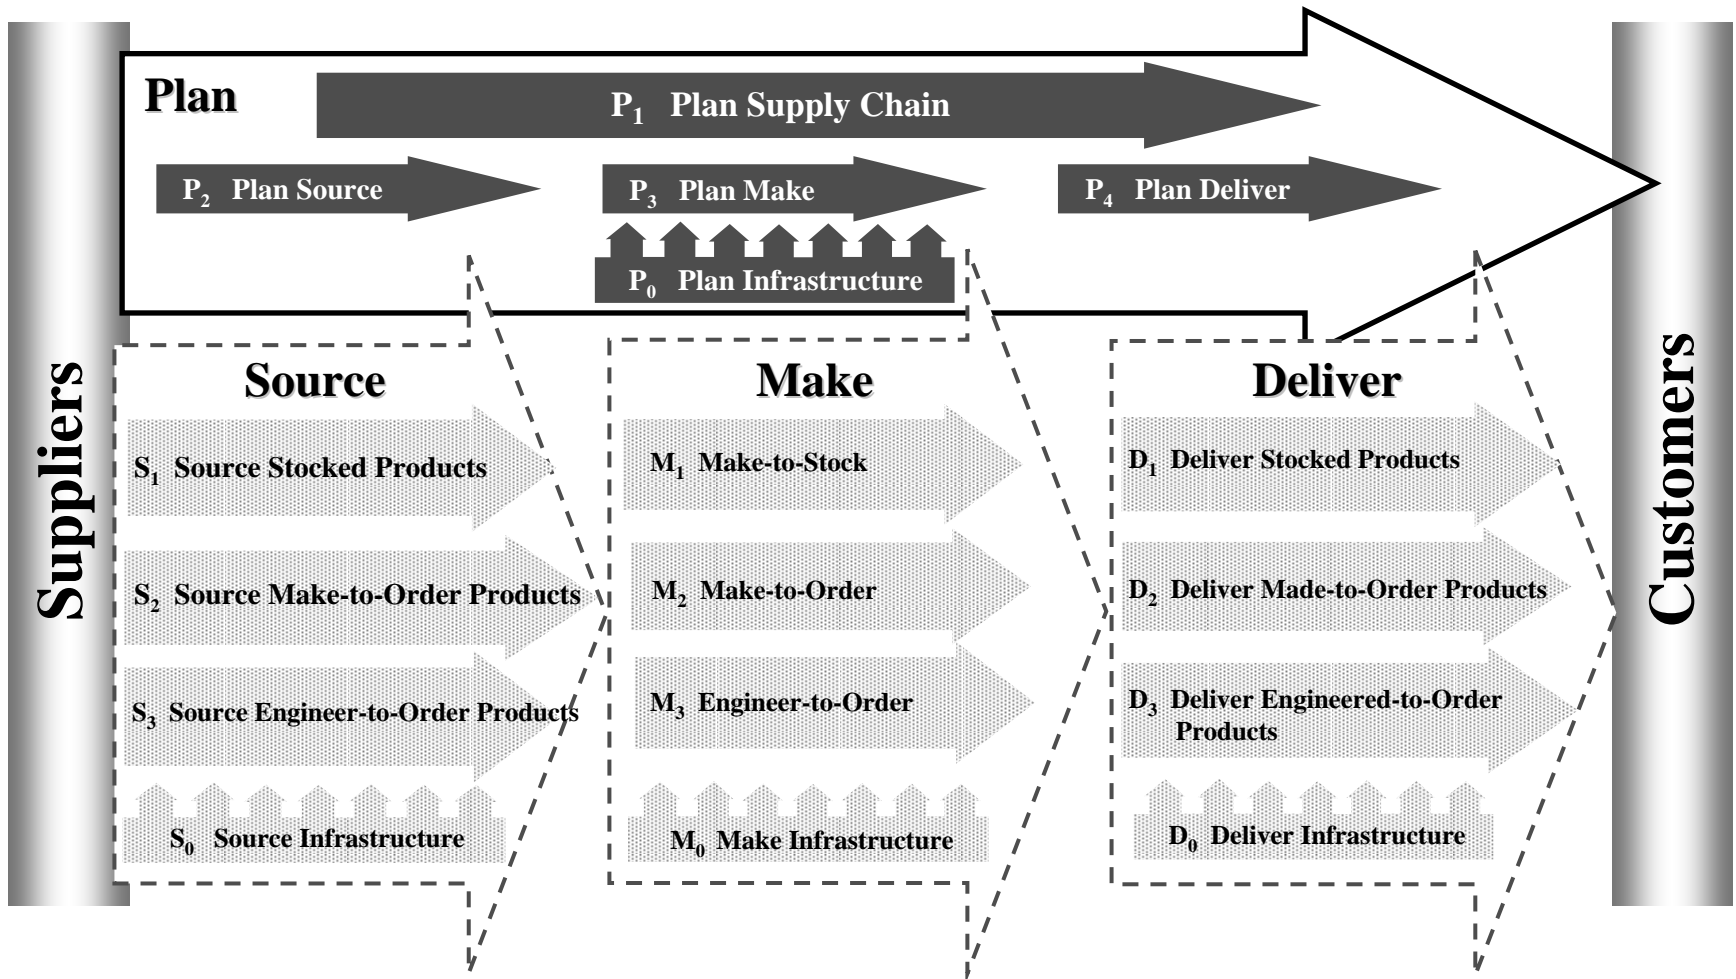 Plan
P1 Plan Supply Chain
P2 Plan Source
P3 Plan Make
P4 Plan Deliver
P0 Plan Infrastructure
Suppliers
Source
S1 Source Stocked Products
S2 Source Make-to-Order Products
S3 Source Engineer-to-Order Products
S0 Source Infrastructure
Make
M1 Make-to-Stock
M2 Make-to-Order
M3 Engineer-to-Order
M0 Make Infrastructure
Deliver
D1 Deliver Stocked Products
D2 Deliver Made-to-Order Products
D3 Deliver Engineered-to-Order
Products
D0 Deliver Infrastructure
Customers